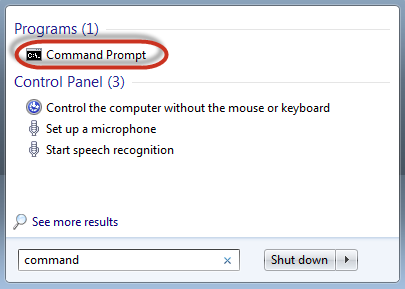 Programs (1)
Command Prompt
Control Panel (3)
Control the computer without the mouse or keyboard
Set up a microphone
Start speech recognition
See more results
command
Shut down